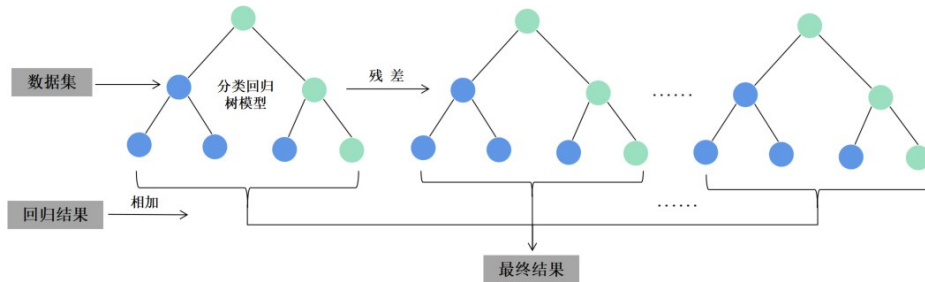 数据集
分类回归
树模型
残 差
……
回归结果
相加
……
最终结果